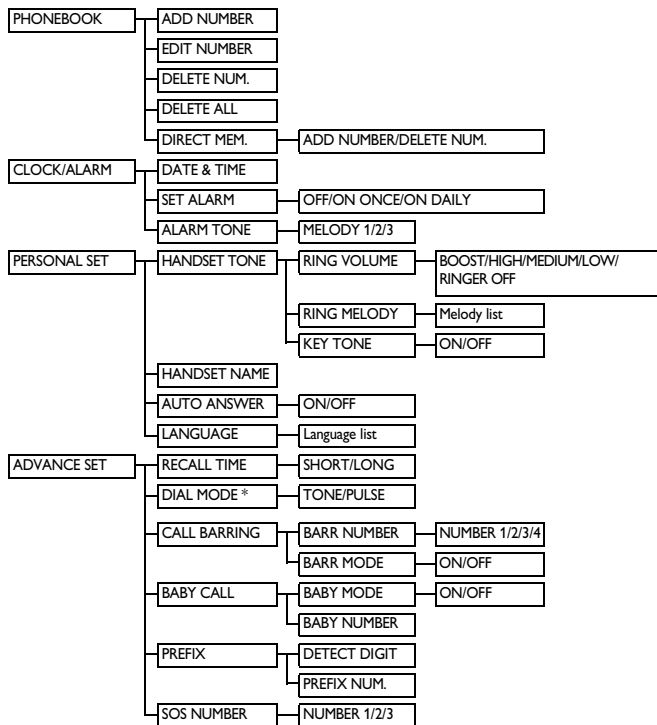 PHONEBOOK ADD NUMBER
EDIT NUMBER
DELETE NUM.
DELETE ALL
DIRECT MEM. ADD NUMBER/DELETE NUM.
CLOCK/ALARM DATE & TIME
SET ALARM OFF/ON ONCE/ON DAILY
ALARM TONE MELODY 1/2/3
PERSONAL SET HANDSET TONE RING VOLUME BOOST/HIGH/MEDIUM/LOW/
RINGER OFF
RING MELODY Melody list
KEY TONE ON/OFF
HANDSET NAME
AUTO ANSWER ON/OFF
LANGUAGE Language list
ADVANCE SET RECALL TIME SHORT/LONG
DIAL MODE * TONE/PULSE
CALL BARRING BARR NUMBER NUMBER 1/2/3/4
BARR MODE ON/OFF
BABY CALL BABY MODE ON/OFF
BABY NUMBER
PREFIX DETECT DIGIT
PREFIX NUM.
SOS NUMBER NUMBER 1/2/3